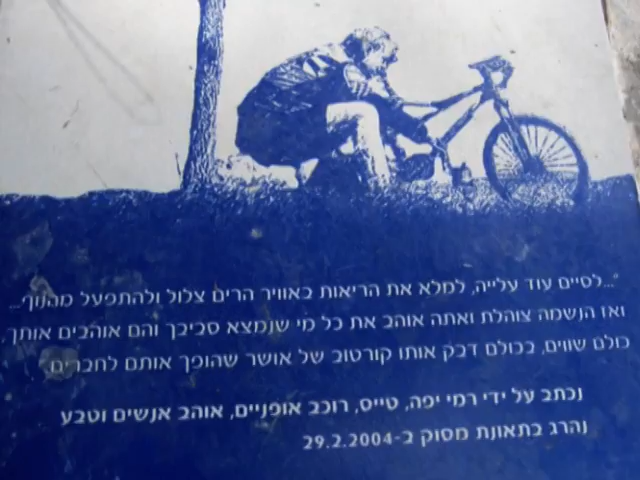 "...לסיים עוד עלייה, למלא את הריאות באוויר הרים צלול ולהתפעל מהנוף...
ואז הנשמה צוהלת ואתה אוהב את כל מי שנמצא סביבך והם אוהבים אותך,
כולם שווים, בכולם דבק אותו קורטוב של אושר שהופך אותם לחברים"
נכתב על ידי רמי יפה, טייס, רוכב אופניים, אוהב אנשים וטבע
נהרג בתאונת מסוק ב-29.2.2004